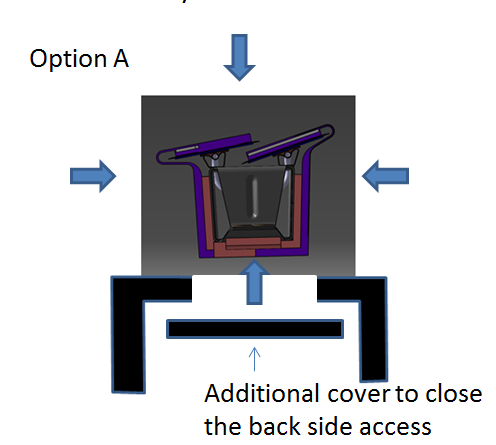 Option A
Additional cover to close
the back side access